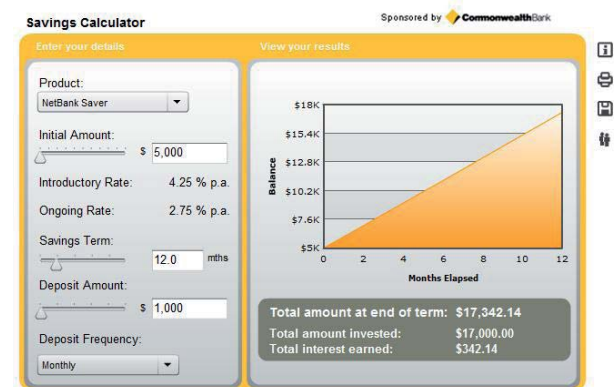 Savings Calculator
Sponsored by CommonwealthBank
Enter your details
View your results
Product:
NetBank Saver
Initial Amount:
$ 5,000
Introductory Rate: 4.25 % p.a.
Ongoing Rate: 2.75 % p.a.
Savings Term:
12.0 mths
Deposit Amount:
$ 1,000
Deposit Frequency:
Monthly
$18K
$15.4K
$12.8K
$10.2K
$7.6K
$5K
Balance
0 2 4 6 8 10 12
Months Elapsed
Total amount at end of term: $17,342.14
Total amount invested: $17,000.00
Total interest earned: $342.14